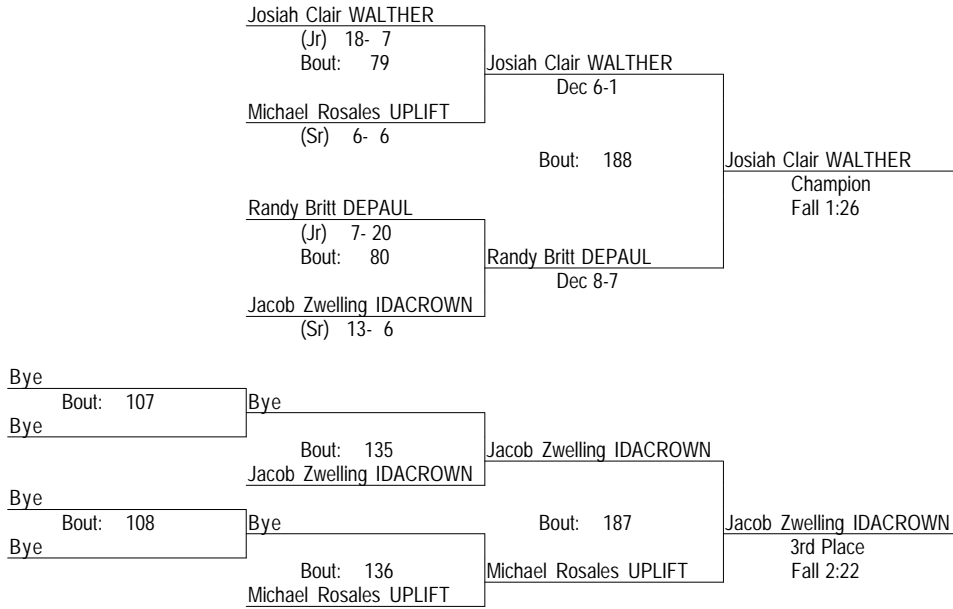 Josiah Clair WALTHER
(Jr) 18- 7
Bout: 79
Josiah Clair WALTHER
Dec 6-1
Michael Rosales UPLIFT
(Sr) 6- 6
Bout: 188
Josiah Clair WALTHER
Champion
Fall 1:26
Randy Britt DEPAUL
(Jr) 7- 20
Bout: 80
Randy Britt DEPAUL
Dec 8-7
Jacob Zwelling IDACROWN
(Sr) 13- 6
Bye
Bout: 107
Bye
Bye
Bout: 135
Jacob Zwelling IDACROWN
Jacob Zwelling IDACROWN
Bye
Bout: 108
Bye
Bye
Bout: 187
Jacob Zwelling IDACROWN
3rd Place
Fall 2:22
Bout: 136
Michael Rosales UPLIFT
Michael Rosales UPLIFT